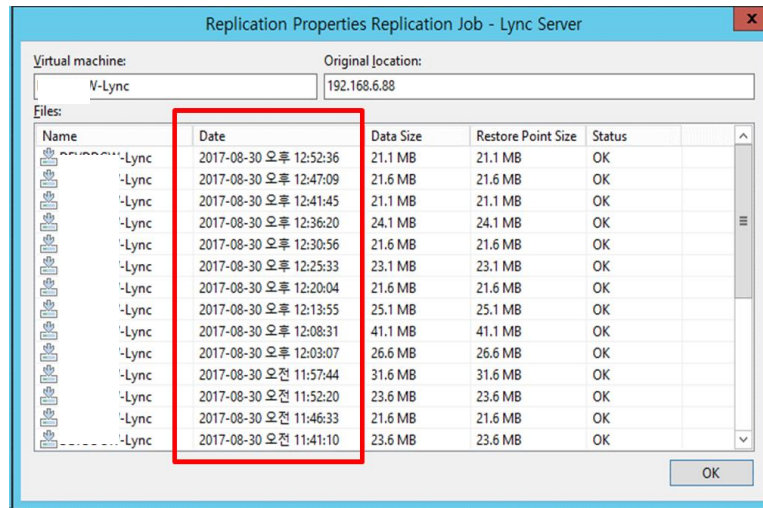 Replication Properties Replication Job - Lync Server
x
Virtual machine: Original location:
-Lync 192.168.6.88
Files:
Name Date Data Size Restore Point Size Status
-Lync 2017-08-30 오후 12:52:36 21.1 MB 21.1 MB OK
-Lync 2017-08-30 오후 12:47:09 21.6 MB 21.6 MB OK
-Lync 2017-08-30 오후 12:41:45 21.1 MB 21.1 MB OK
-Lync 2017-08-30 오후 12:36:20 24.1 MB 24.1 MB OK
-Lync 2017-08-30 오후 12:30:56 21.6 MB 21.6 MB OK
-Lync 2017-08-30 오후 12:25:33 23.1 MB 23.1 MB OK
-Lync 2017-08-30 오후 12:20:04 21.6 MB 21.6 MB OK
-Lync 2017-08-30 오후 12:13:55 25.1 MB 25.1 MB OK
-Lync 2017-08-30 오후 12:08:31 41.1 MB 41.1 MB OK
-Lync 2017-08-30 오후 12:03:07 26.6 MB 26.6 MB OK
-Lync 2017-08-30 오전 11:57:44 31.6 MB 31.6 MB OK
-Lync 2017-08-30 오전 11:52:20 23.6 MB 23.6 MB OK
-Lync 2017-08-30 오전 11:46:33 21.6 MB 21.6 MB OK
-Lync 2017-08-30 오전 11:41:10 23.6 MB 23.6 MB OK
OK